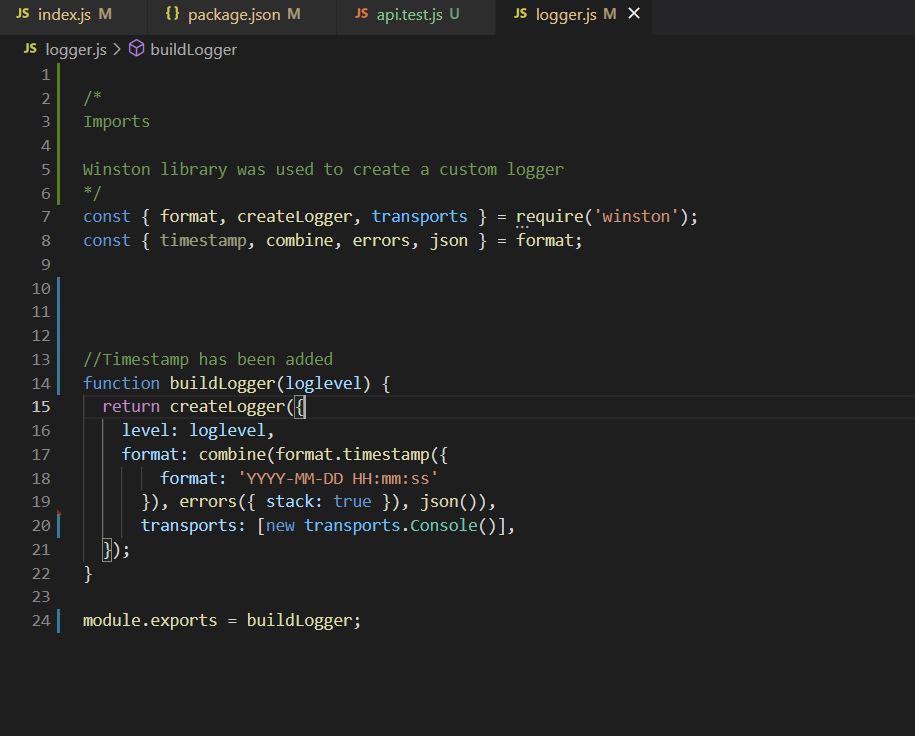 JS index.js M {} package.json M JS api.test.js U JS logger.js M ×
JS logger.js > buildLogger
1
2 /*
3 Imports
4
5 Winston library was used to create a custom logger
6 */
7 const { format, createLogger, transports } = require('winston');
8 const { timestamp, combine, errors, json } = format;
9
10
11
12
13 //Timestamp has been added
14 function buildLogger(loglevel) {
15 return createLogger({
16 level: loglevel,
17 format: combine(format.timestamp({
18 format: 'YYYY-MM-DD HH:mm:ss'
19 }), errors({ stack: true }), json()),
20 transports: [new transports.Console()],
21 });
22 }
23
24 module.exports = buildLogger;